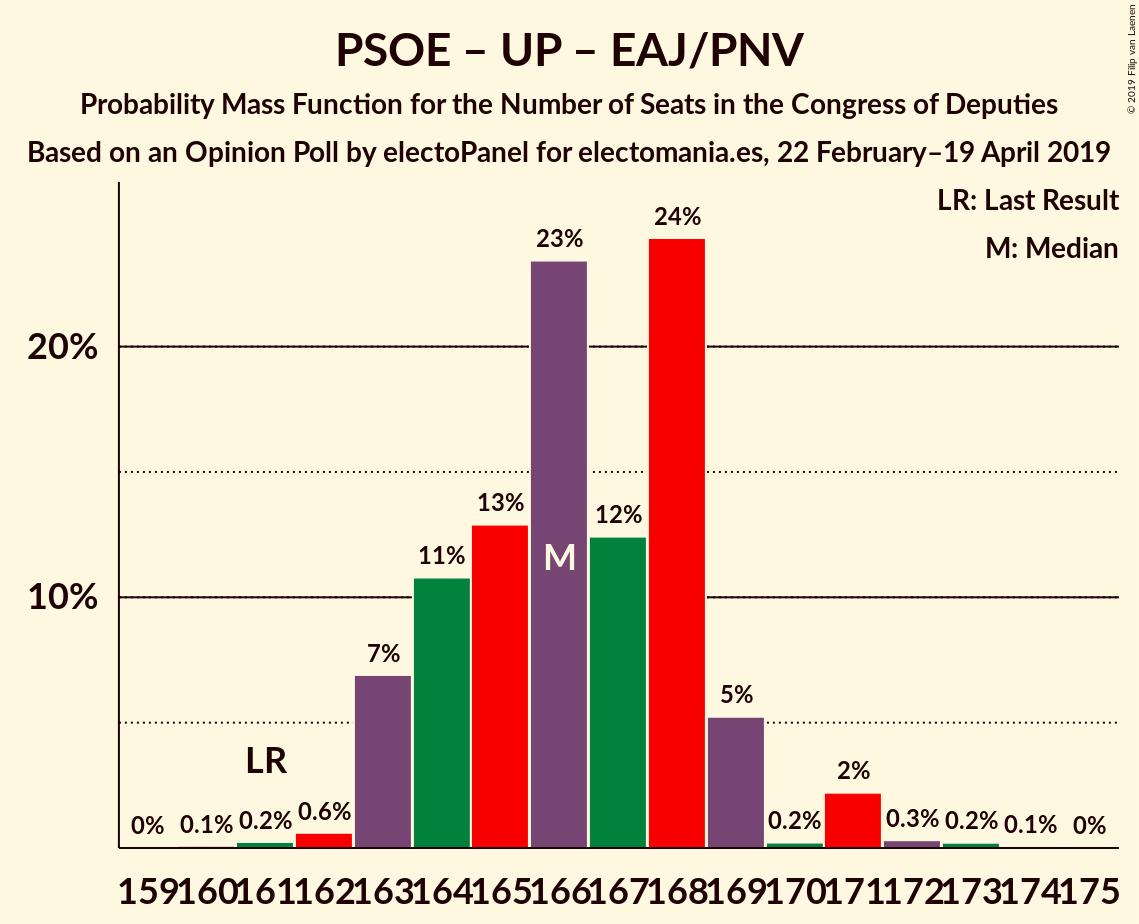 PSOE – UP – EAJ/PNV
Probability Mass Function for the Number of Seats in the Congress of Deputies
Based on an Opinion Poll by electoPanel for electomania.es, 22 February–19 April 2019
© 2019 Filip van Laenen
LR: Last Result
M: Median
20%
10%
0% 0.1% 0.2% 0.6% 7% 11% 13% 23% 12% 24% 5% 0.2% 2% 0.3% 0.2% 0.1% 0%
LR
M
159 160 161 162 163 164 165 166 167 168 169 170 171 172 173 174 175